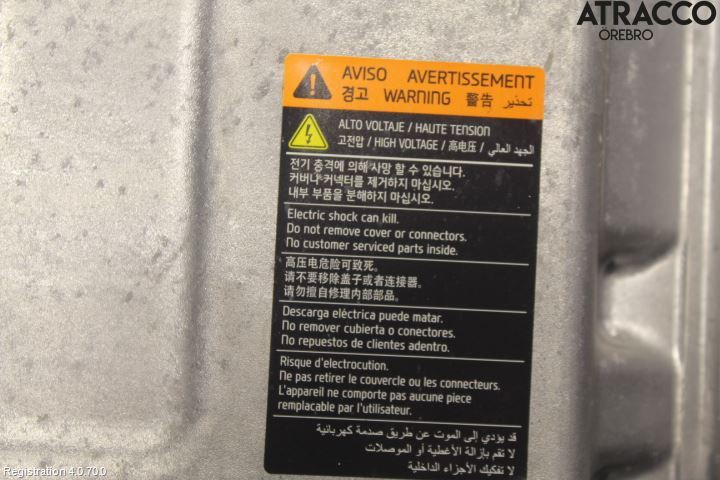 ATRACCO
ÖREBRO
AVISO AVERTISSEMENT
경고 WARNING 警告 تحذير
ALTO VOLTAJE / HAUTE TENSION
고전압 / HIGH VOLTAGE / 高电压 / الجهد العالي
전기 충격에 의해 사망 할 수 있습니다.
커버나 커넥터를 제거하지 마십시오.
내부 부품을 분해하지 마십시오.
Electric shock can kill.
Do not remove cover or connectors.
No customer serviced parts inside.
高压电危险可致死。
请不要移除盖子或者连接器。
请勿擅自修理内部部品。
Descarga eléctrica puede matar.
No remover cubierta o conectores.
No repuestos de clientes adentro.
Risque d'electrocution.
Ne pas retirer le couvercle ou les connecteurs.
L'appareil ne comporte pas aucune piece
remplacable par l'utilisateur.
قد يودي إلى الموت عن طريق صدمة كهربائية
لا تقم بإزالة الأغطية أو الموصلات
لا تفكيك الأجزاء الداخلية
Registration 4.0.70.0